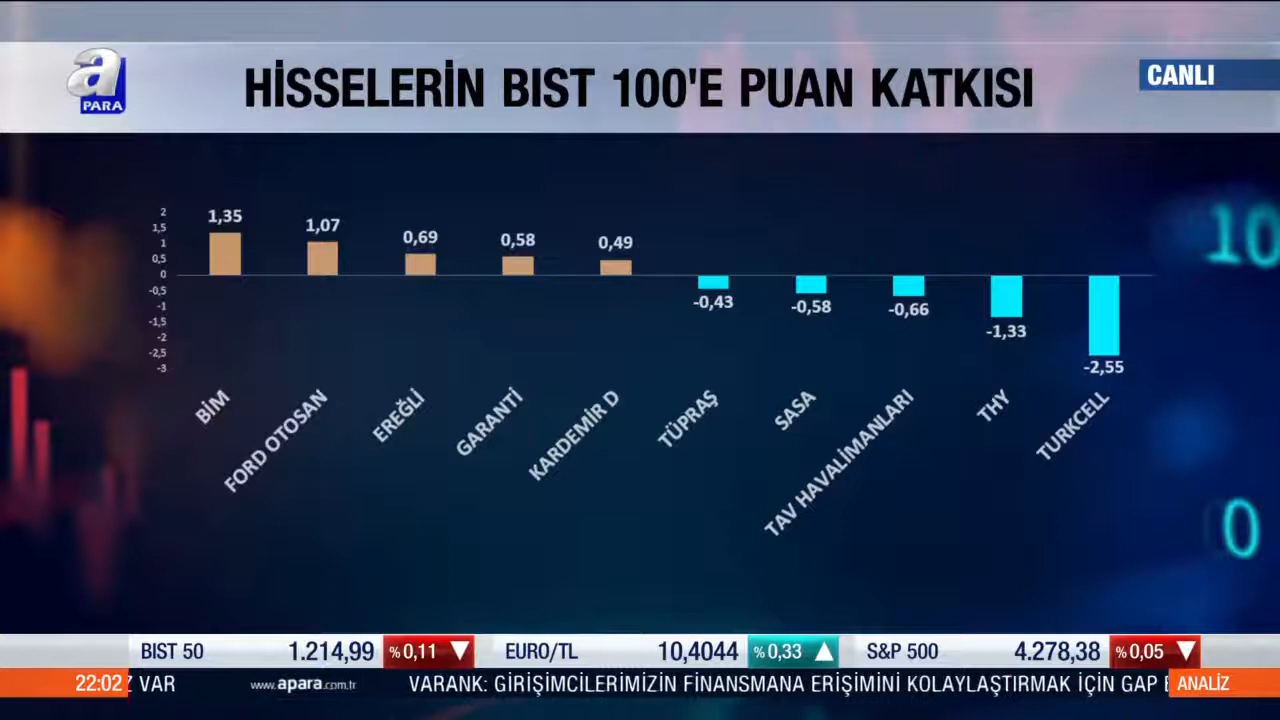 a
PARA
HİSSELERİN BIST 100'E PUAN KATKISI
CANLI
2
1,5
1
0,5
0
-0,5
-1
-1,5
-2
-2,5
-3
1,35
1,07
0,69
0,58
0,49
-0,43
-0,58
-0,66
-1,33
-2,55
BİM
FORD OTOSAN
EREĞLİ
GARANTİ
KARDEMİR D
TÜPRAŞ
SASA
TAV HAVALİMANLARI
THY
TURKCELL
10
0
BIST 50 1.214,99 %0,11 EURO/TL 10,4044 %0,33 S&P 500 4.278,38 %0,05
22:02 VAR www.apara.com.tr VARANK: GİRİŞİMCİLERİMİZİN FİNANSMANA ERİŞİMİNİ KOLAYLAŞTIRMAK İÇİN GAP ANALİZ